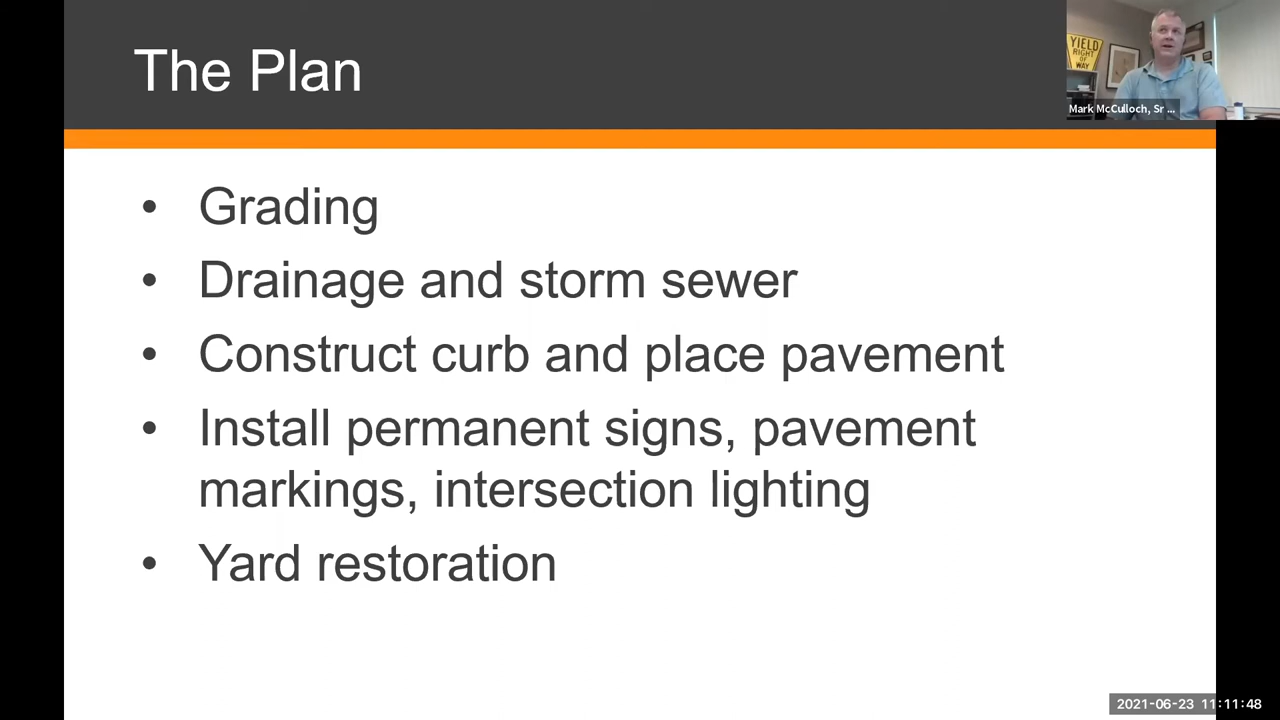 The Plan
YIELD
RIGHT
OF
WAY
Mark McCulloch, Sr ...
• Grading
• Drainage and storm sewer
• Construct curb and place pavement
• Install permanent signs, pavement
markings, intersection lighting
• Yard restoration
2021-06-23 11:11:48